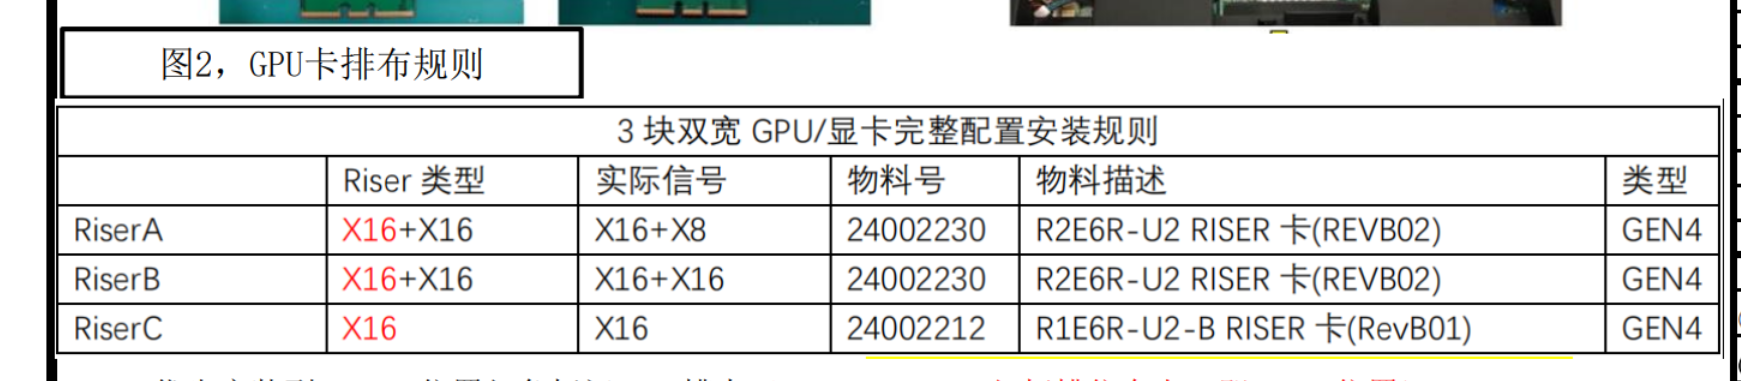 图2，GPU卡排布规则
3 块双宽 GPU/显卡完整配置安装规则
Riser 类型 实际信号 物料号 物料描述 类型
RiserA X16+X16 X16+X8 24002230 R2E6R-U2 RISER 卡(REVB02) GEN4
RiserB X16+X16 X16+X16 24002230 R2E6R-U2 RISER 卡(REVB02) GEN4
RiserC X16 X16 24002212 R1E6R-U2-B RISER 卡(RevB01) GEN4